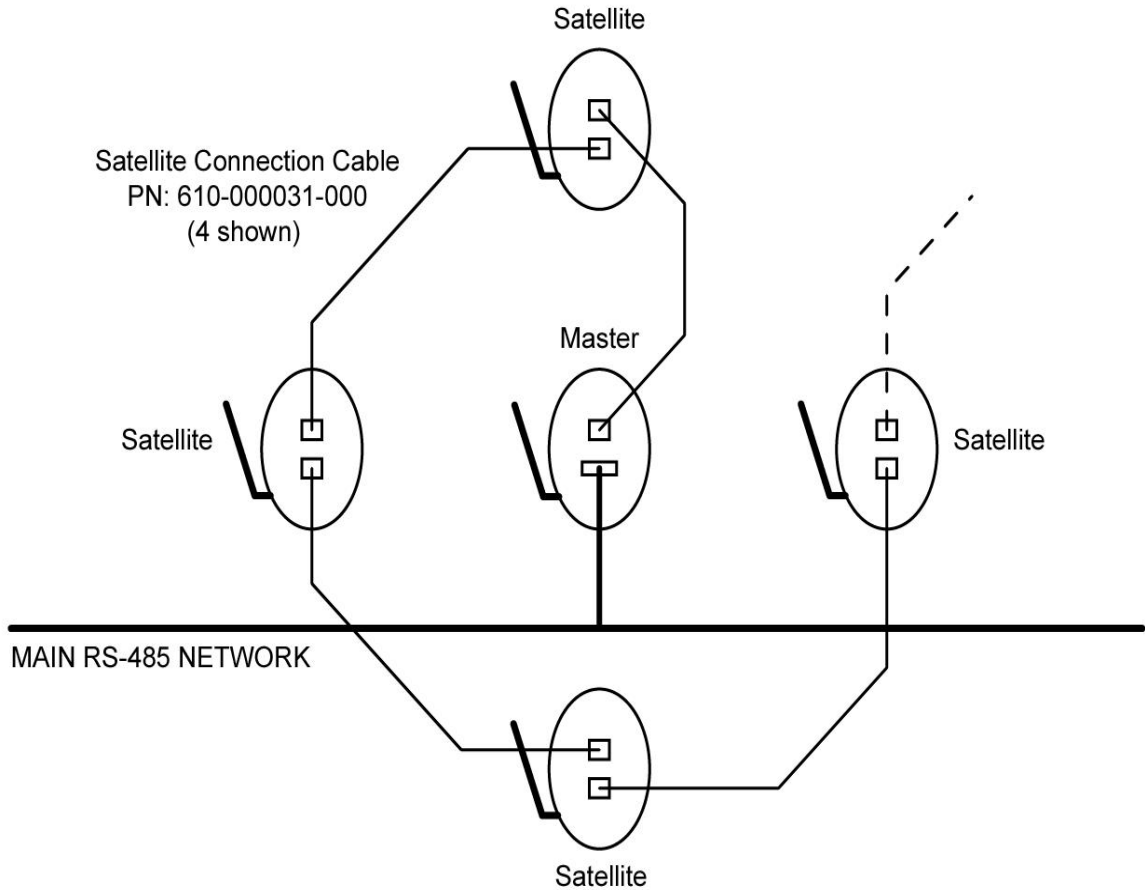 Satellite
Satellite Connection Cable
PN: 610-000031-000
(4 shown)
Master
Satellite
Satellite
MAIN RS-485 NETWORK
Satellite